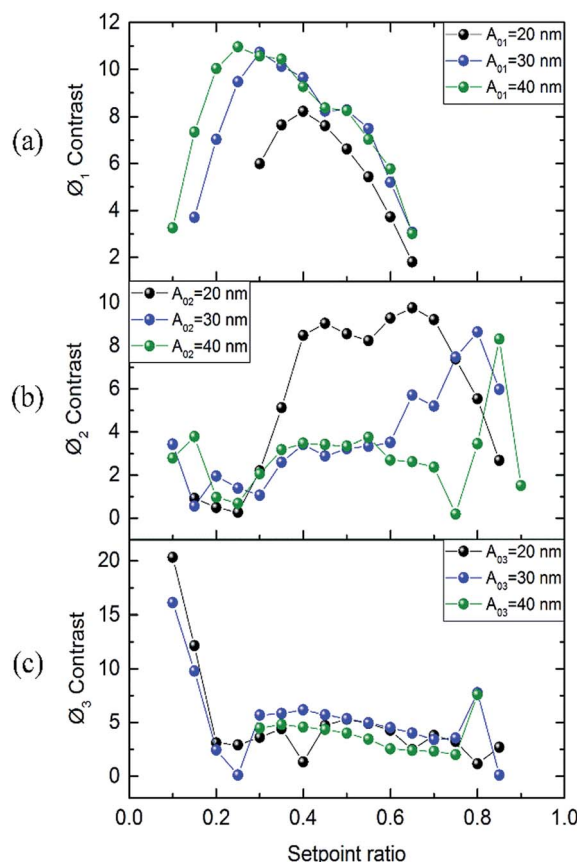 (a)
Ø1 Contrast
12
10
8
6
4
2
A01=20 nm
A01=30 nm
A01=40 nm
(b)
Ø2 Contrast
10
8
6
4
2
0
A02=20 nm
A02=30 nm
A02=40 nm
(c)
Ø3 Contrast
20
15
10
5
0
A03=20 nm
A03=30 nm
A03=40 nm
0.0 0.2 0.4 0.6 0.8 1.0
Setpoint ratio